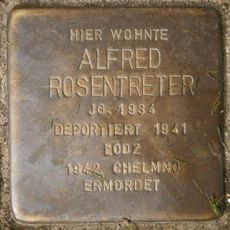 HIER WOHNTE
ALFRED
ROSENTRETER
JG. 1934
DEPORTIERT 1941
LODZ
1942 CHELMNO
ERMORDET